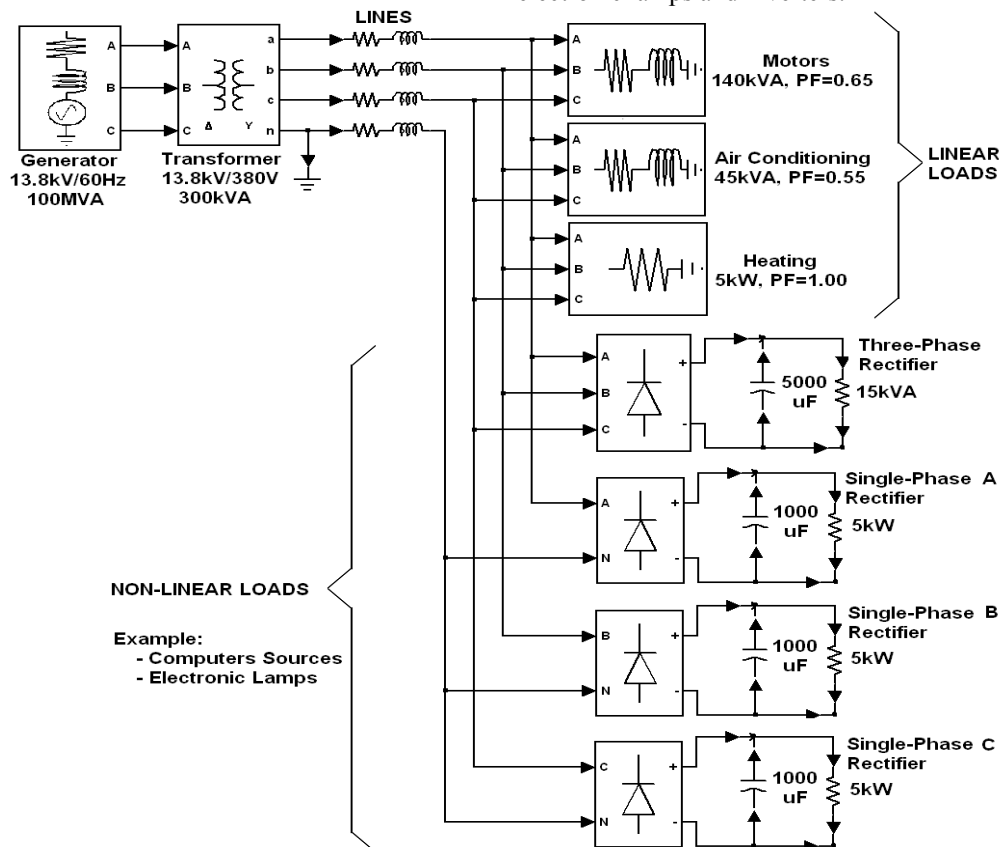 LINES
A
B
C
Generator
13.8kV/60Hz
100MVA
A
B
C
Δ Y
a
b
c
n
Transformer
13.8kV/380V
300kVA
A
B
C
Motors
140kVA, PF=0.65
A
B
C
Air Conditioning
45kVA, PF=0.55
A
B
C
Heating
5kW, PF=1.00
LINEAR
LOADS
A
B
C
+
-
5000
uF
Three-Phase
Rectifier
15kVA
A
N
+
-
1000
uF
Single-Phase A
Rectifier
5kW
B
N
+
-
1000
uF
Single-Phase B
Rectifier
5kW
C
N
+
-
1000
uF
Single-Phase C
Rectifier
5kW
NON-LINEAR LOADS
Example:
- Computers Sources
- Electronic Lamps